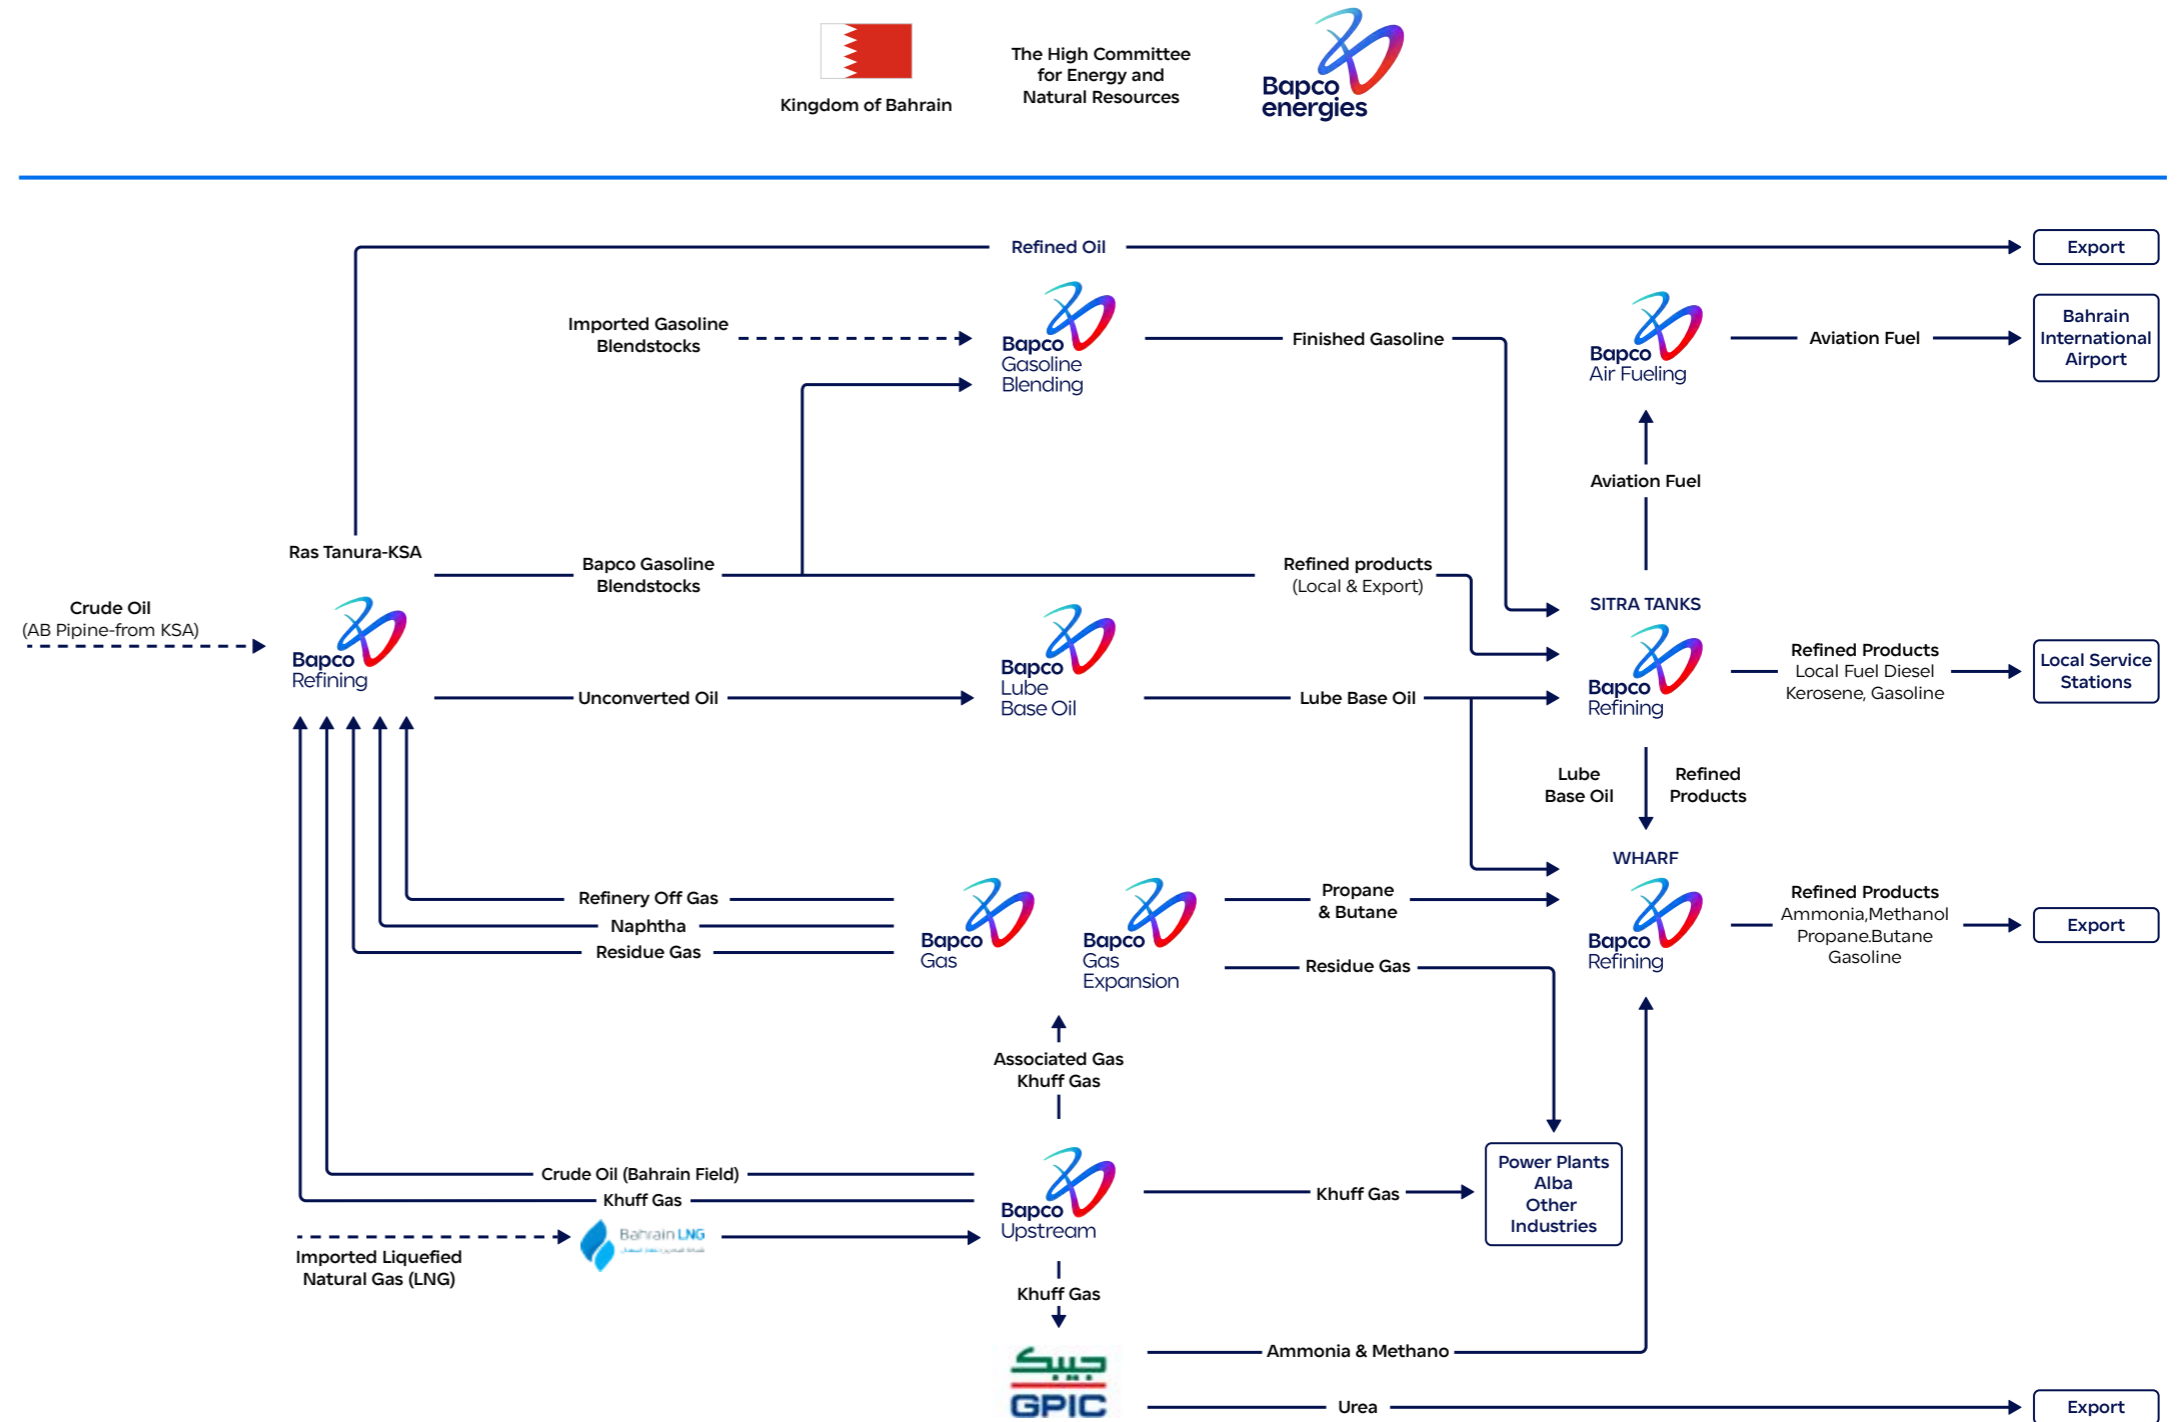 Kingdom of Bahrain
The High Committee
for Energy and
Natural Resources
Bapco
energies
Refined Oil
Export
Imported Gasoline
Blendstocks
Bapco
Gasoline
Blending
Finished Gasoline
Bapco
Air Fueling
Aviation Fuel
Bahrain
International
Airport
Aviation Fuel
Ras Tanura-KSA
Bapco Gasoline
Blendstocks
Refined products
(Local & Export)
SITRA TANKS
Crude Oil
(AB Pipine-from KSA)
Bapco
Refining
Unconverted Oil
Bapco
Lube
Base Oil
Lube Base Oil
Bapco
Refining
Refined Products
Local Fuel Diesel
Kerosene, Gasoline
Local Service
Stations
Lube
Base Oil
Refined
Products
WHARF
Refinery Off Gas
Naphtha
Residue Gas
Bapco
Gas
Bapco
Gas
Expansion
Propane
& Butane
Residue Gas
Bapco
Refining
Refined Products
Ammonia,Methanol
Propane.Butane
Gasoline
Export
Associated Gas
Khuff Gas
Crude Oil (Bahrain Field)
Khuff Gas
Bapco
Upstream
Khuff Gas
Power Plants
Alba
Other
Industries
Bahrain LNG
Imported Liquefied
Natural Gas (LNG)
Khuff Gas
جيبك
GPIC
Ammonia & Methano
Urea
Export